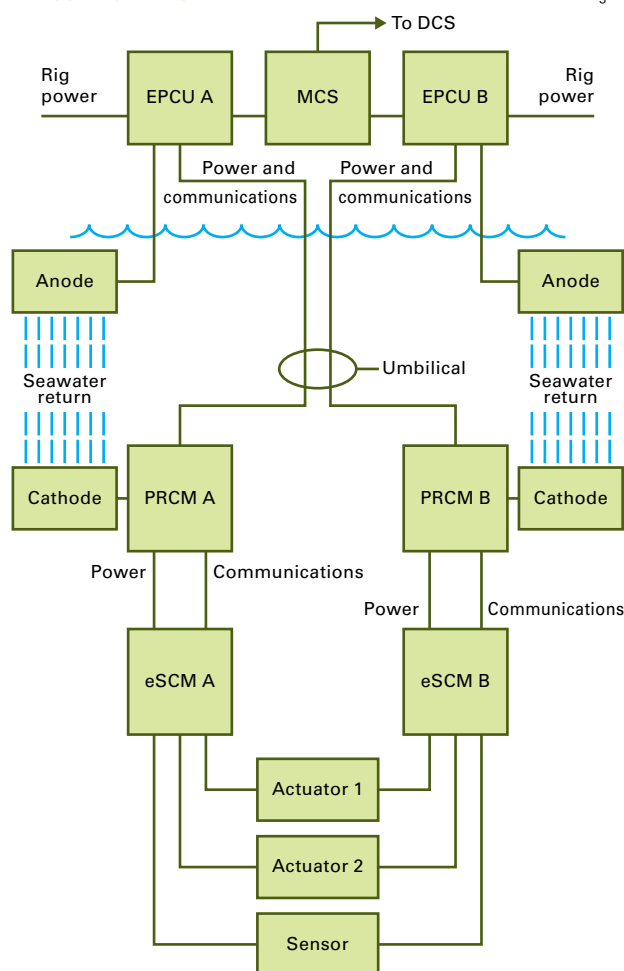 To DCS
Rig
power
EPCU A
MCS
EPCU B
Rig
power
Power and
communications
Power and
communications
Anode
Anode
Seawater
return
Umbilical
Seawater
return
Cathode
PRCM A
PRCM B
Cathode
Power
Communications
Power
Communications
eSCM A
eSCM B
Actuator 1
Actuator 2
Sensor